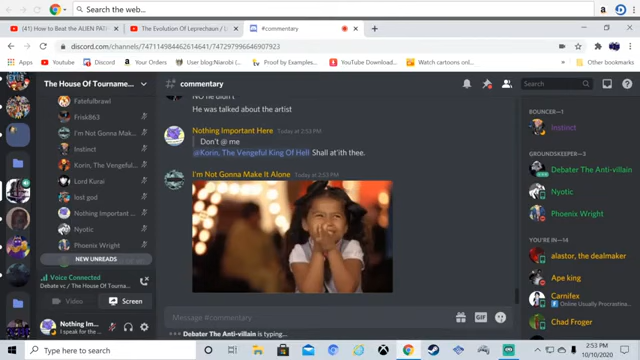 Search the web...
(41) How to Beat the ALIEN PA
The Evolution Of Leprechaun / L
#commentary
discord.com/channels/747114984462614641/747297996646907923
Apps
YouTube
Discord
Your Orders
User blog:Narobi (
Proof by Examples...
YouTube Download...
Watch cartoons onl...
Other bookmarks
The House Of Tourname...
# commentary
Search
Fatefulbrawl
Frisk863
I'm Not Gonna Mak...
Instinct
Korin, The Vengeful...
Lord Kurai
lost god
Nothing Important ...
Nyotic
Phoenix Wright
NEW UNREADS
Voice Connected
Debate vc / The House Of Tourna...
Video
Screen
Nothing Im...
i speak for the ...
He was talked about the artist
Nothing Important Here Today at 2:53 PM
Don't @ me
@Korin, The Vengeful King Of Hell Shall at'ith thee.
I'm Not Gonna Make It Alone Today at 2:53 PM
Message #commentary
GIF
Debater The Anti-villain is typing...
BOUNCER—1
Instinct
GROUNDSKEEPER—3
Debater The Anti-villain
Nyotic
Phoenix Wright
YOU'RE IN—14
alastor, the dealmaker
Ape king
Carnifex
Online Usually Procrastina...
Chad Froger
Type here to search
2:53 PM
10/10/2020